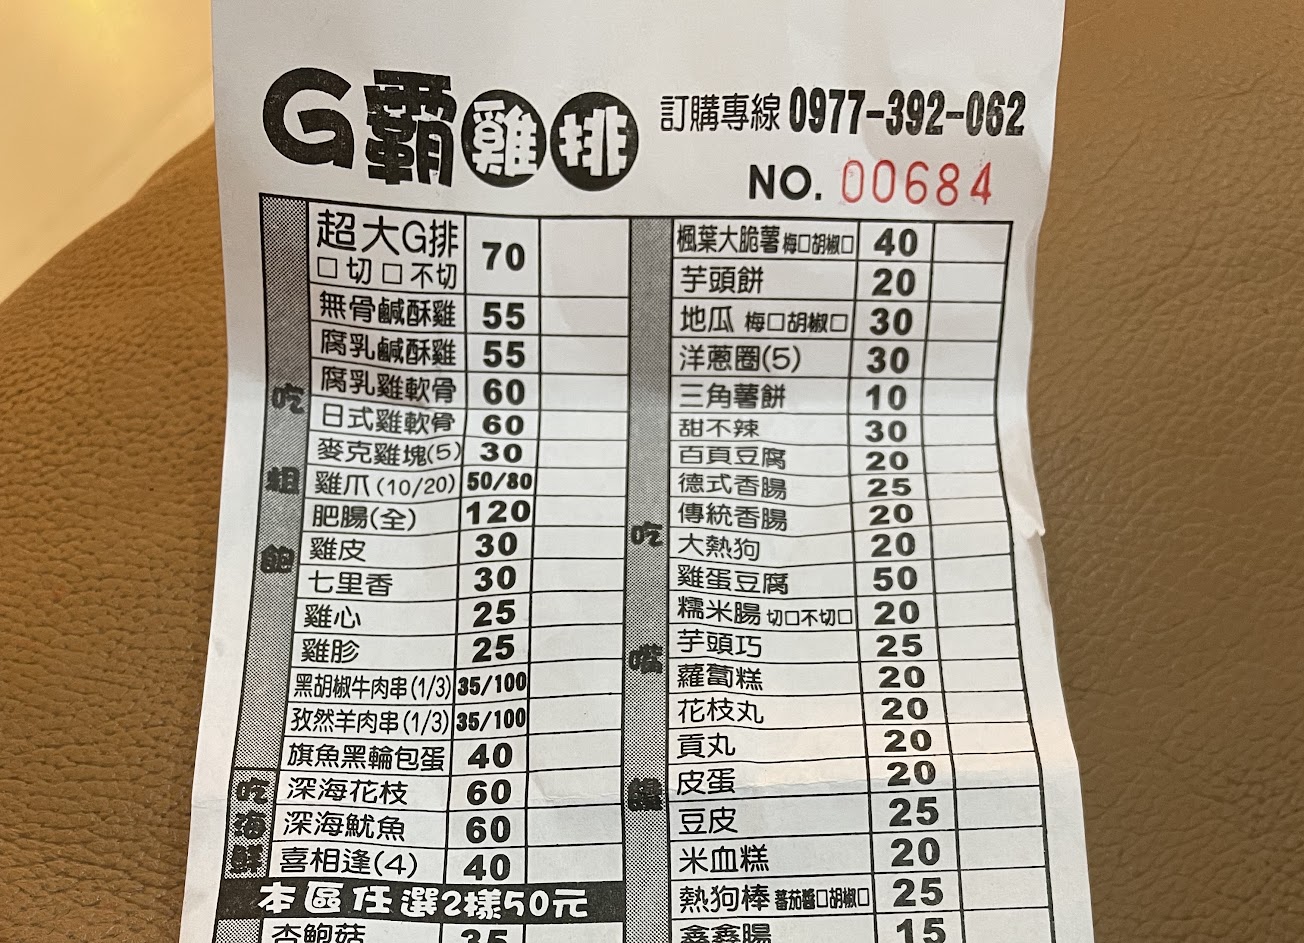 G霸雞排 訂購專線 0977-392-062
NO. 00684
吃粗飽
超大G排 70
□切□不切
無骨鹹酥雞 55
腐乳鹹酥雞 55
腐乳雞軟骨 60
日式雞軟骨 60
麥克雞塊(5) 30
雞爪(10/20) 50/80
肥腸(全) 120
雞皮 30
七里香 30
雞心 25
雞胗 25
黑胡椒牛肉串(1/3) 35/100
孜然羊肉串(1/3) 35/100
旗魚黑輪包蛋 40
吃海鮮
深海花枝 60
深海魷魚 60
喜相逢(4) 40
本區任選2樣50元
杏鮑菇 35
吃嘴饞
楓葉大脆薯 梅□胡椒□ 40
芋頭餅 20
地瓜 梅□胡椒□ 30
洋蔥圈(5) 30
三角薯餅 10
甜不辣 30
百頁豆腐 20
德式香腸 25
傳統香腸 20
大熱狗 20
雞蛋豆腐 50
糯米腸 切□不切□ 20
芋頭巧 25
蘿蔔糕 20
花枝丸 20
貢丸 20
皮蛋 20
豆皮 25
米血糕 20
熱狗棒 蕃茄醬□胡椒□ 25
鑫鑫腸 15